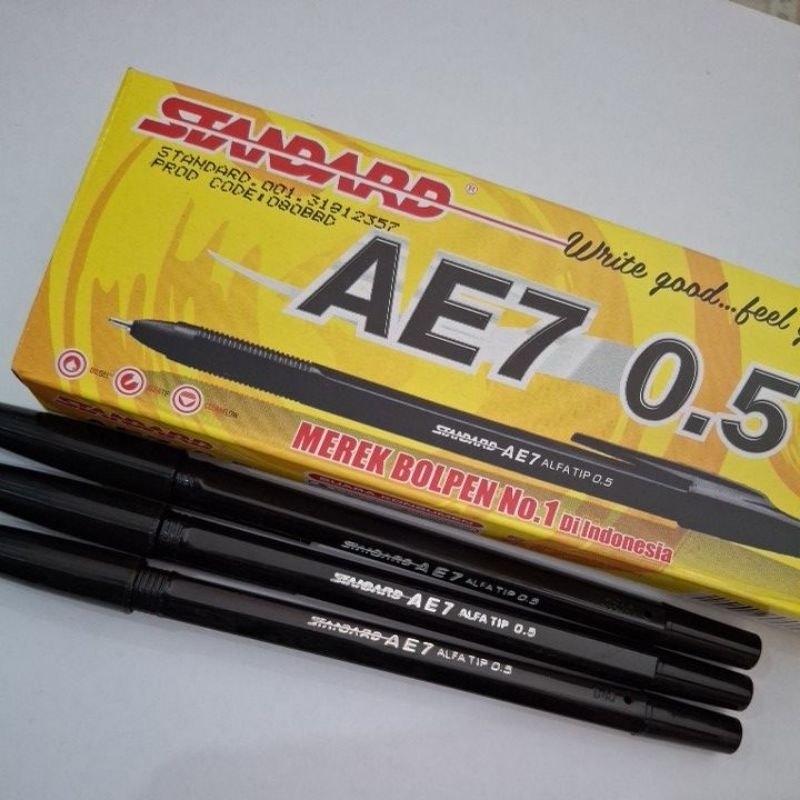 STANDARD®
STANDARD.001.31812357
PROD CODE:080BBD
Write good...feel
AE7 0.5
STANDARD AE7 ALFA TIP 0.5
MEREK BOLPEN No.1 Di Indonesia
STANDARD
STANDARD AE7 ALFA TIP 0.5
STANDARD AE7 ALFA TIP 0.5
STANDARD AE7 ALFA TIP 0.5